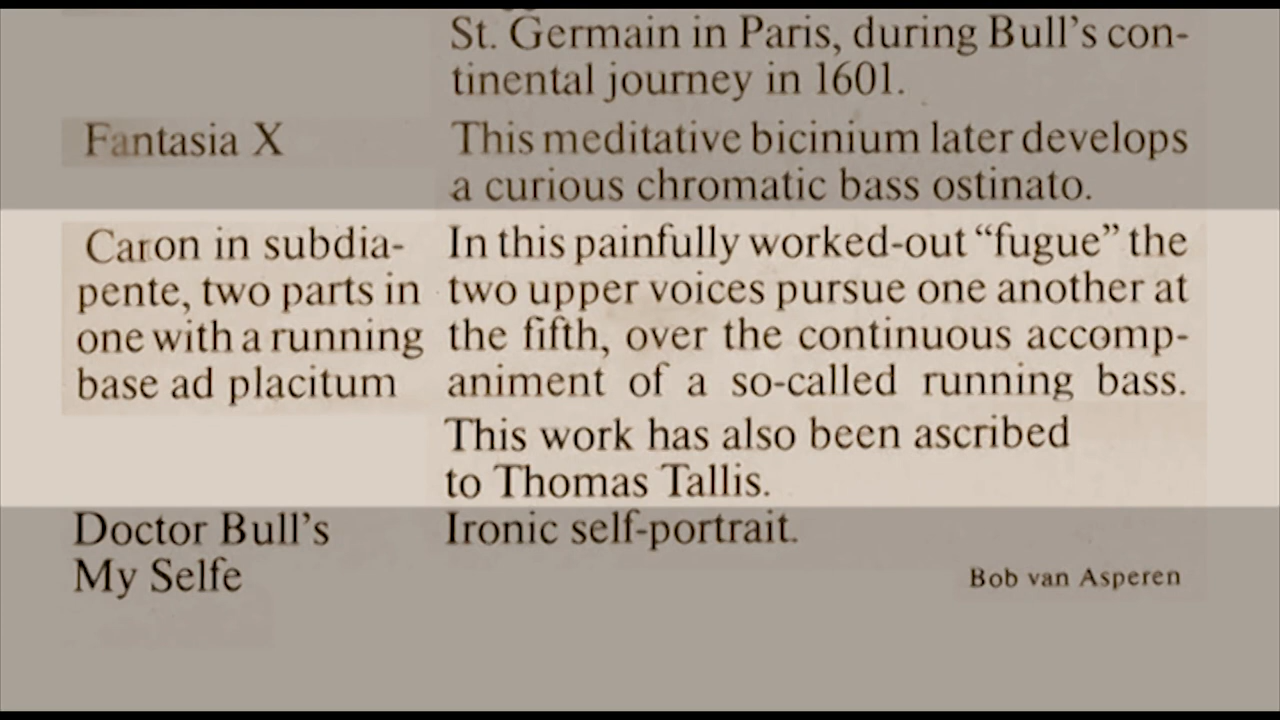 St. Germain in Paris, during Bull's con-
tinental journey in 1601.
Fantasia X
This meditative bicinium later develops
a curious chromatic bass ostinato.
Caron in subdia-
pente, two parts in
one with a running
base ad placitum
In this painfully worked-out “fugue” the
two upper voices pursue one another at
the fifth, over the continuous accomp-
animent of a so-called running bass.
This work has also been ascribed
to Thomas Tallis.
Doctor Bull's
My Selfe
Ironic self-portrait.
Bob van Asperen